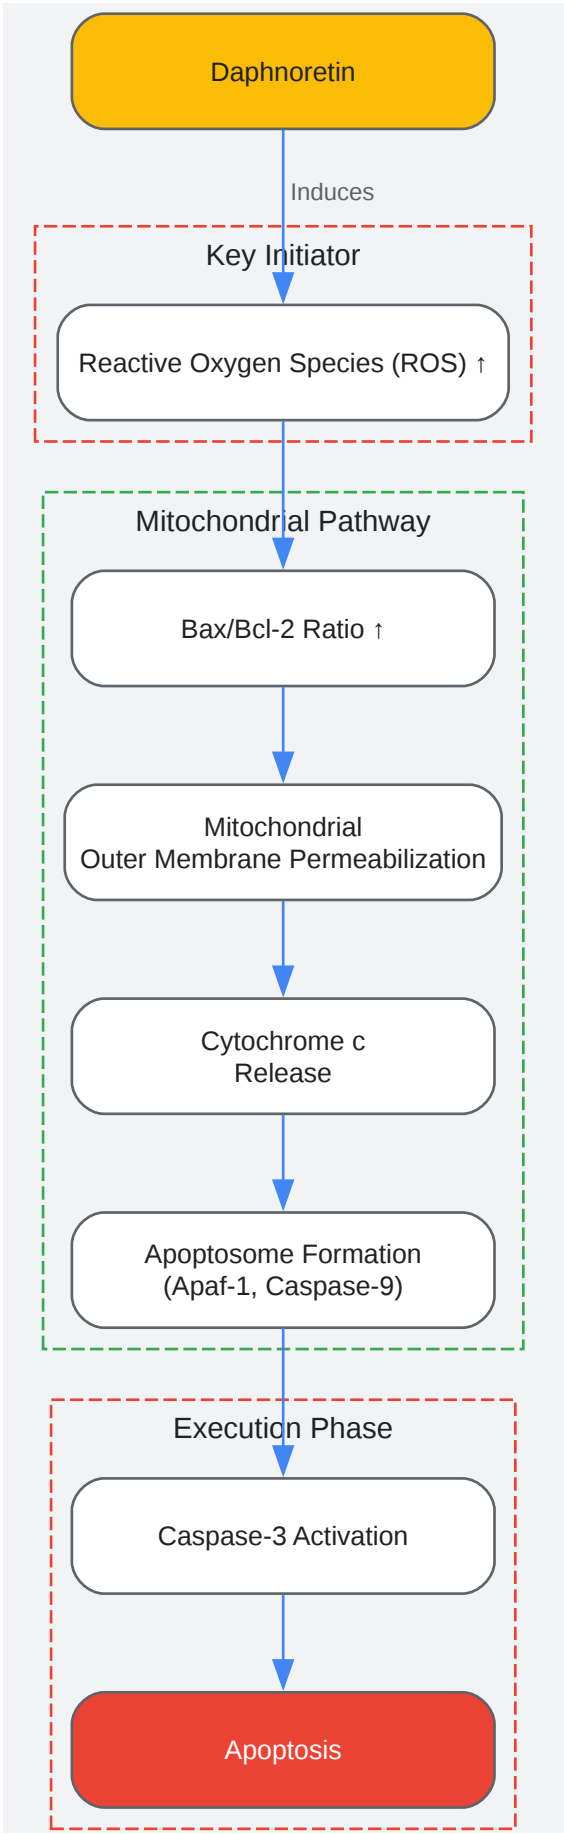 Daphnoretin
Induces
Key Initiator
Reactive Oxygen Species (ROS) ↑
Mitochondrial Pathway
Bax/Bcl-2 Ratio ↑
Mitochondrial
Outer Membrane Permeabilization
Cytochrome c
Release
Apoptosome Formation
(Apaf-1, Caspase-9)
Execution Phase
Caspase-3 Activation
Apoptosis